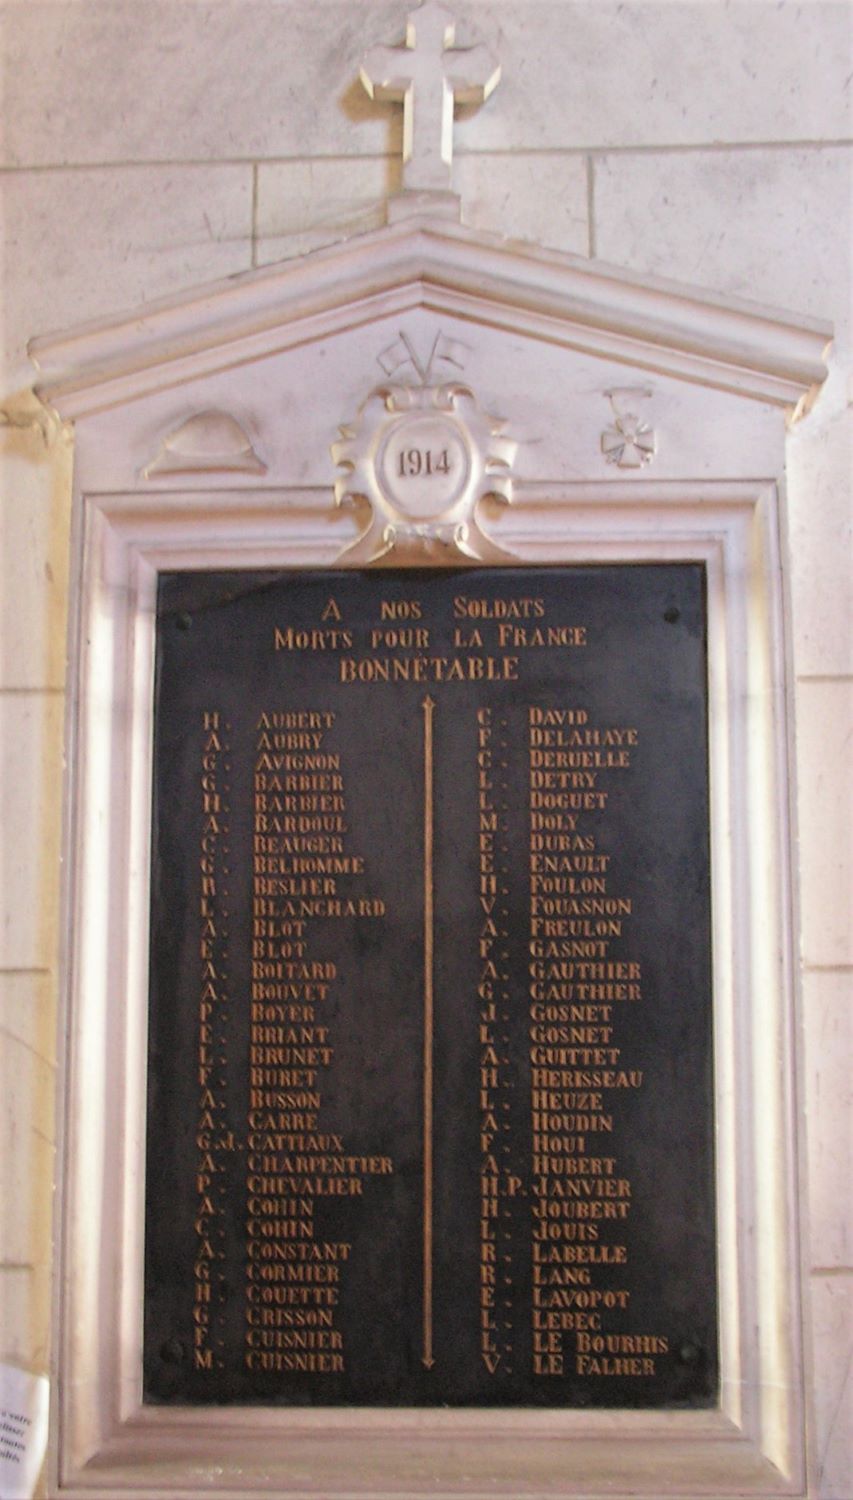 1914
A NOS SOLDATS
MORTS POUR LA FRANCE
BONNÉTABLE
H. AUBERT
A. AUBRY
G. AVIGNON
G. BARBIER
H. BARBIER
A. BARDOUL
C. BEAUGER
G. BELHOMME
R. BESLIER
L. BLANCHARD
A. BLOT
E. BLOT
A. BOITARD
A. BOUVET
P. BOYER
E. BRIANT
L. BRUNET
F. BURET
A. BUSSON
A. CARRE
G.J. CATTIAUX
A. CHARPENTIER
P. CHEVALIER
A. COHIN
C. COHIN
A. CONSTANT
G. CORMIER
H. COUETTE
G. CRISSON
F. CUISNIER
M. CUISNIER
C. DAVID
F. DELAHAYE
C. DERUELLE
L. DETRY
L. DOGUET
M. DOLY
E. DUBAS
E. ENAULT
H. FOULON
V. FOUASNON
A. FREULON
F. GASNOT
A. GAUTHIER
G. GAUTHIER
J. GOSNET
L. GOSNET
A. GUITTET
H. HERISSEAU
L. HEUZE
A. HOUDIN
F. HOUI
A. HUBERT
H.P. JANVIER
H. JOUBERT
L. JOUIS
R. LABELLE
R. LANG
E. LAVOPOT
L. LEBEC
L. LE BOURHIS
V. LE FALHER